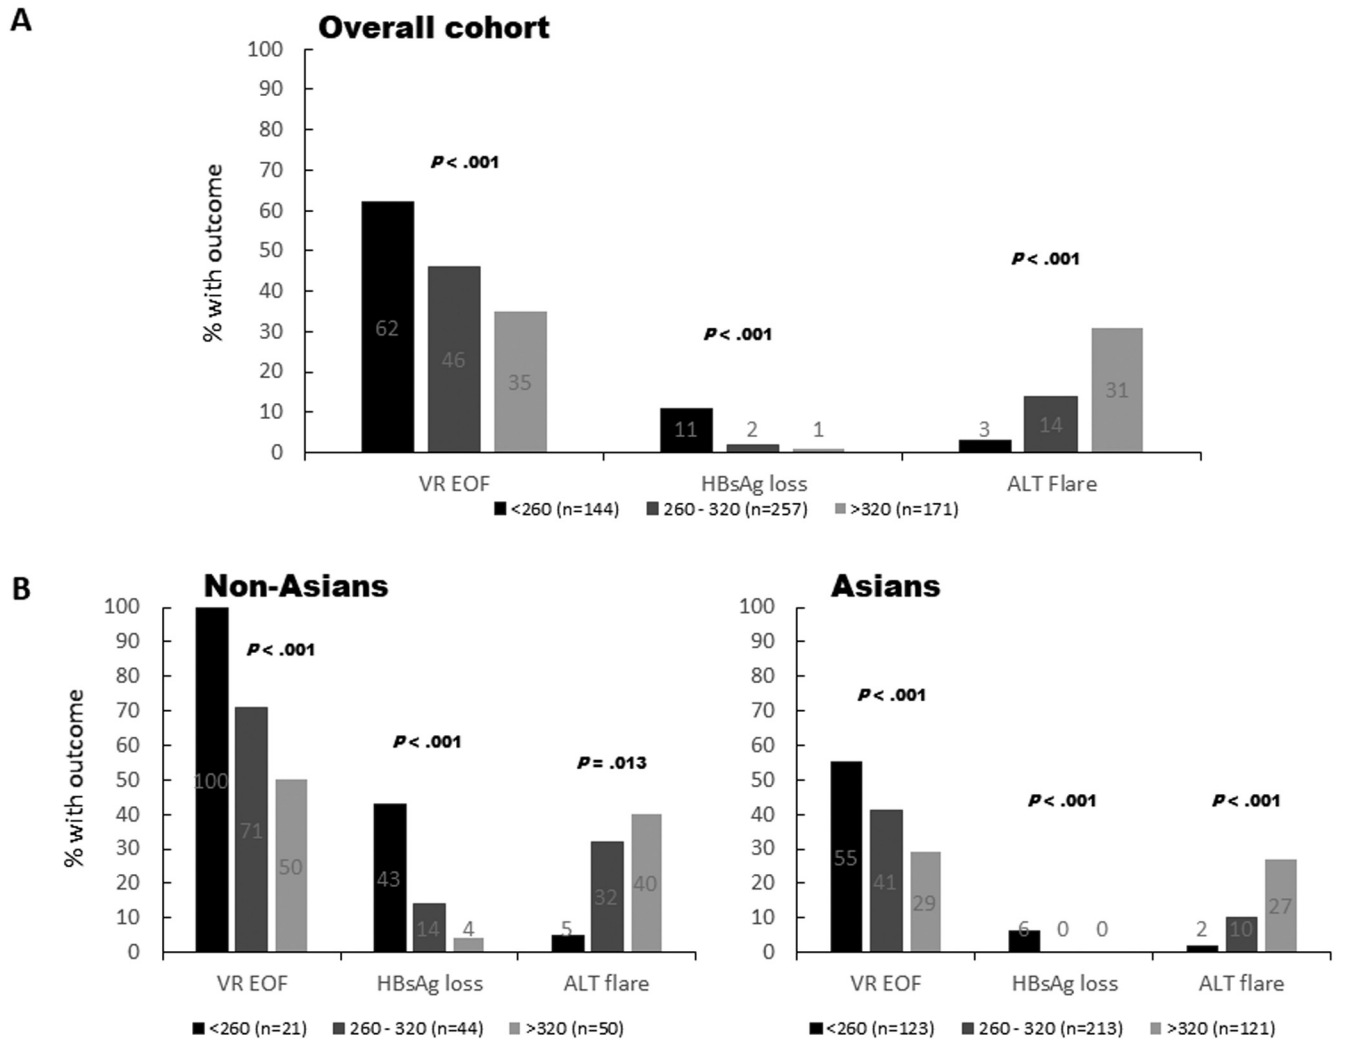 A
Overall cohort
100
90
80
70
60
50
40
30
20
10
0
% with outcome
P < .001
P < .001
P < .001
62
46
35
11
2
1
3
14
31
VR EOF
HBsAg loss
ALT Flare
<260 (n=144)
260 - 320 (n=257)
>320 (n=171)
B
Non-Asians
100
90
80
70
60
50
40
30
20
10
0
% with outcome
P < .001
P < .001
P = .013
100
71
50
43
14
4
5
32
40
VR EOF
HBsAg loss
ALT flare
<260 (n=21)
260 - 320 (n=44)
>320 (n=50)
Asians
100
90
80
70
60
50
40
30
20
10
0
P < .001
P < .001
P < .001
55
41
29
6
0
0
2
10
27
VR EOF
HBsAg loss
ALT flare
<260 (n=123)
260 - 320 (n=213)
>320 (n=121)